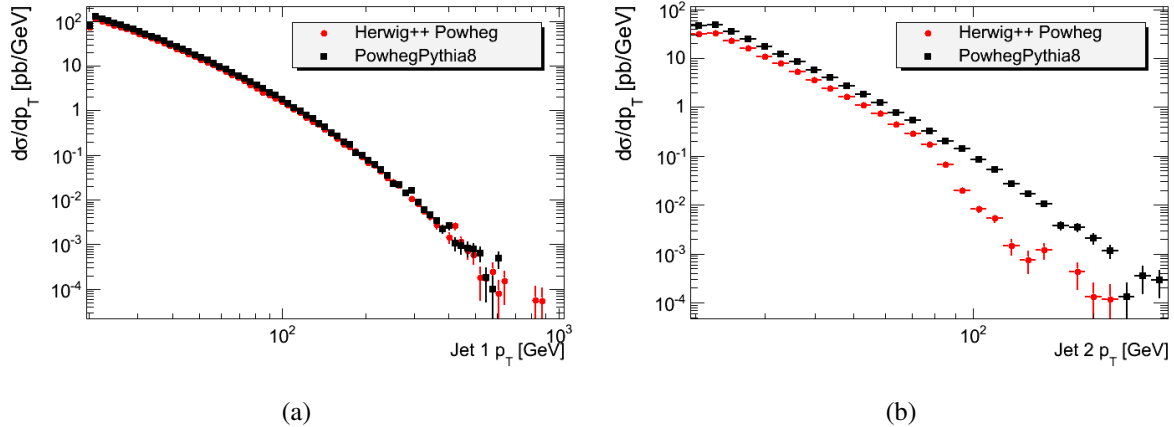 dσ/dp_T [pb/GeV]
10²
10
1
10⁻¹
10⁻²
10⁻³
10⁻⁴
Herwig++ Powheg
PowhegPythia8
10² 10³
Jet 1 p_T [GeV]
(a)
dσ/dp_T [pb/GeV]
10²
10
1
10⁻¹
10⁻²
10⁻³
10⁻⁴
Herwig++ Powheg
PowhegPythia8
10²
Jet 2 p_T [GeV]
(b)